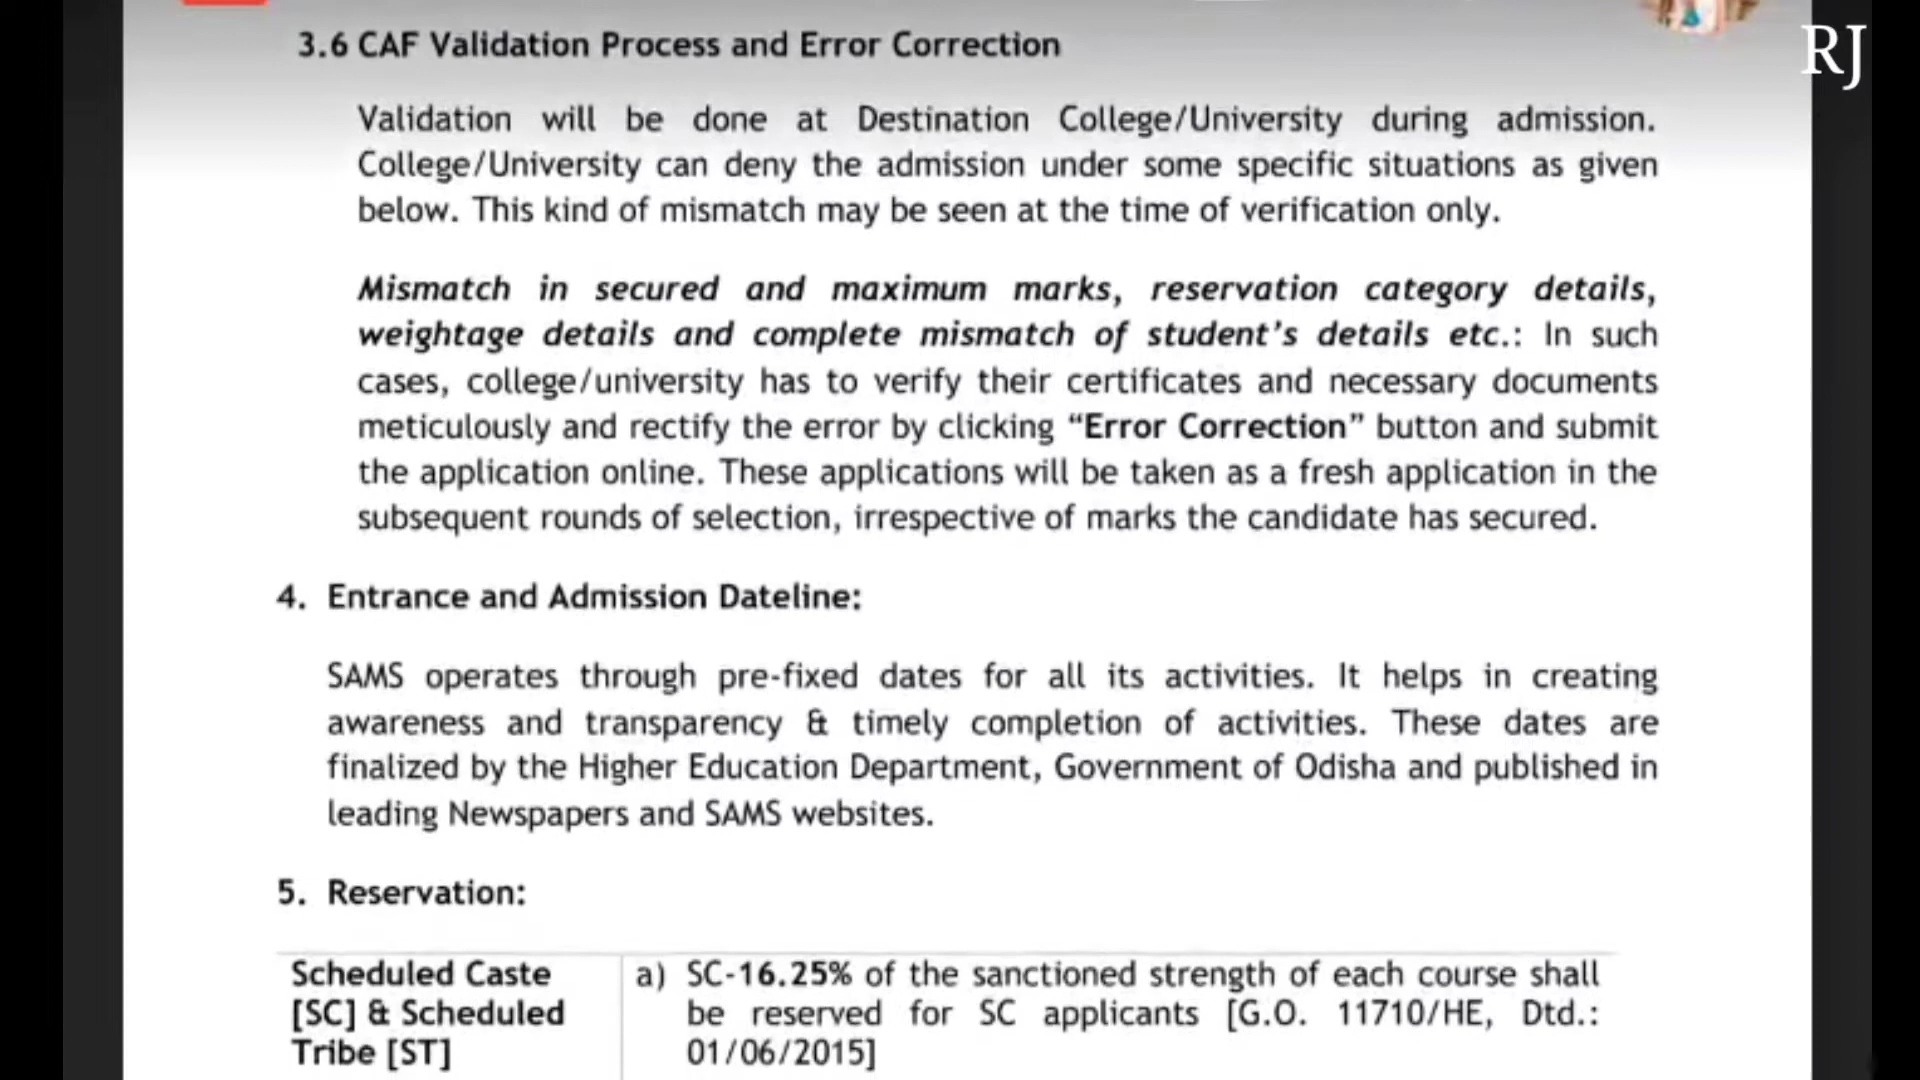 RJ
3.6 CAF Validation Process and Error Correction
Validation will be done at Destination College/University during admission.
College/University can deny the admission under some specific situations as given
below. This kind of mismatch may be seen at the time of verification only.
Mismatch in secured and maximum marks, reservation category details,
weightage details and complete mismatch of student’s details etc.: In such
cases, college/university has to verify their certificates and necessary documents
meticulously and rectify the error by clicking “Error Correction” button and submit
the application online. These applications will be taken as a fresh application in the
subsequent rounds of selection, irrespective of marks the candidate has secured.
4. Entrance and Admission Dateline:
SAMS operates through pre-fixed dates for all its activities. It helps in creating
awareness and transparency & timely completion of activities. These dates are
finalized by the Higher Education Department, Government of Odisha and published in
leading Newspapers and SAMS websites.
5. Reservation:
Scheduled Caste
[SC] & Scheduled
Tribe [ST]
a) SC-16.25% of the sanctioned strength of each course shall
be reserved for SC applicants [G.O. 11710/HE, Dtd.:
01/06/2015]